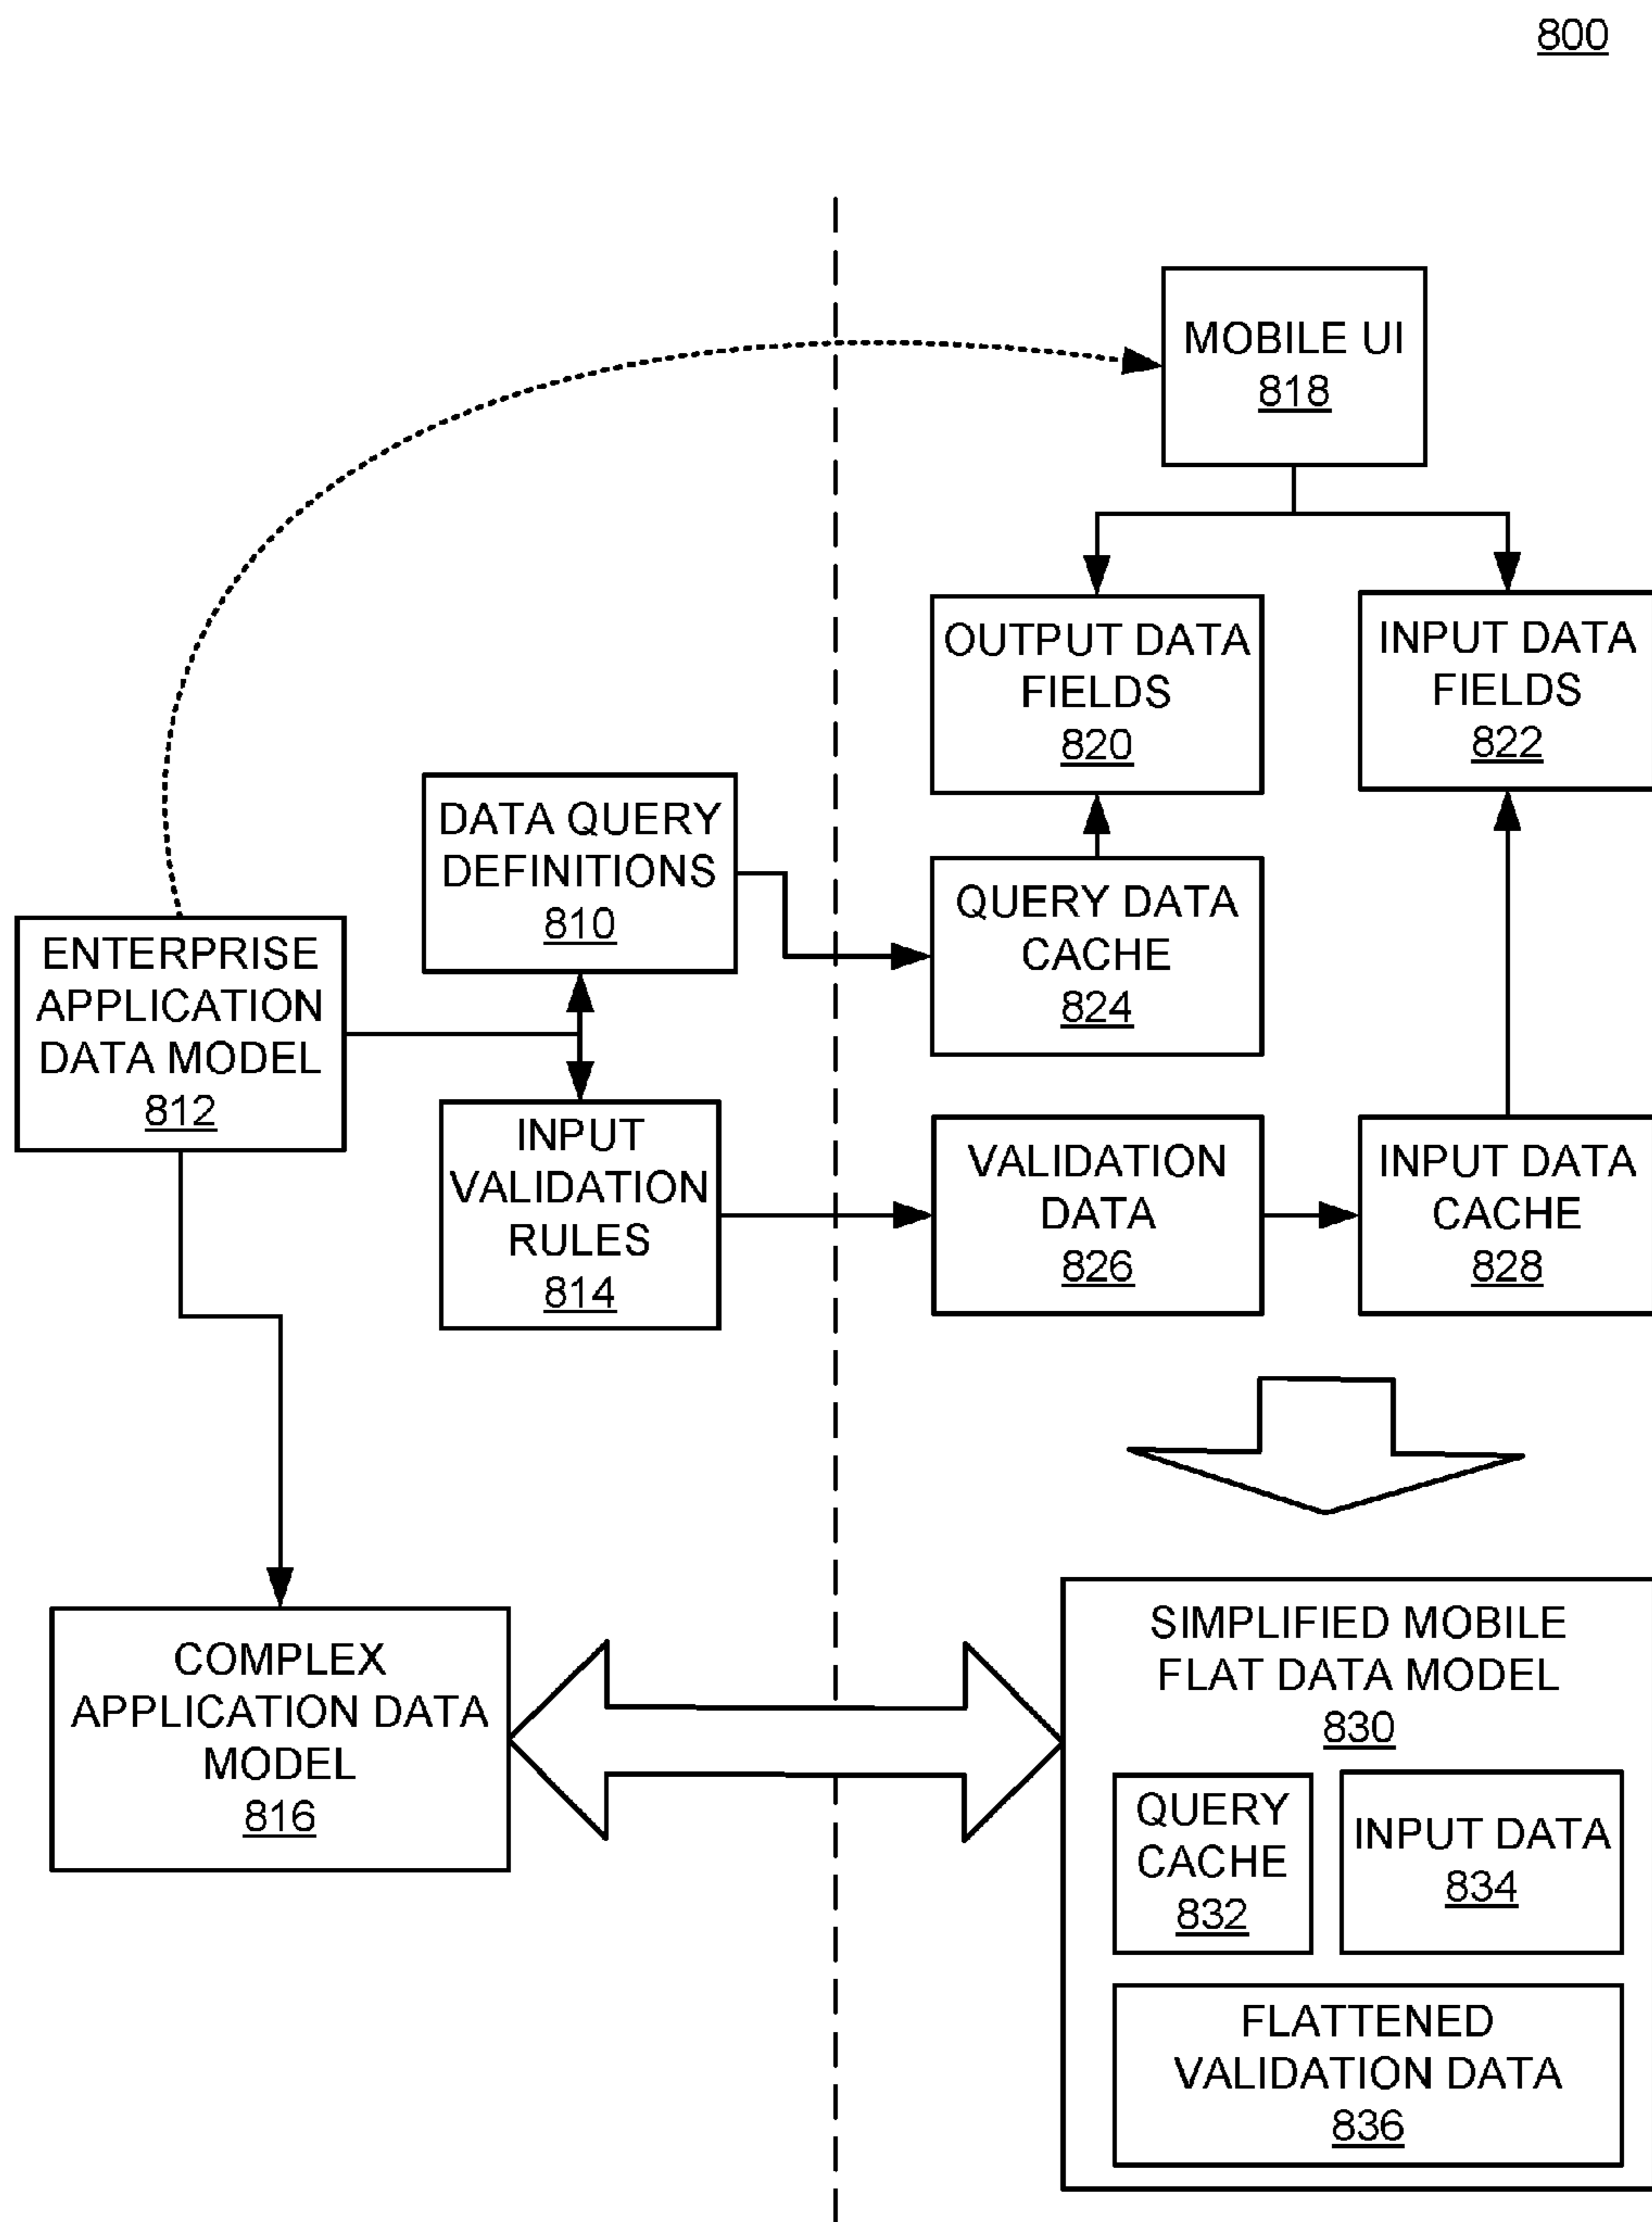 800
MOBILE UI
818
OUTPUT DATA
FIELDS
820
INPUT DATA
FIELDS
822
DATA QUERY
DEFINITIONS
810
QUERY DATA
CACHE
824
ENTERPRISE
APPLICATION
DATA MODEL
812
INPUT
VALIDATION
RULES
814
VALIDATION
DATA
826
INPUT DATA
CACHE
828
COMPLEX
APPLICATION DATA
MODEL
816
SIMPLIFIED MOBILE
FLAT DATA MODEL
830
QUERY
CACHE
832
INPUT DATA
834
FLATTENED
VALIDATION DATA
836